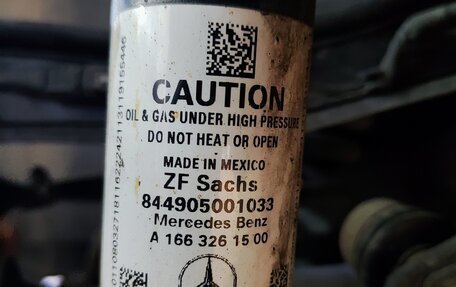 CAUTION
OIL & GAS UNDER HIGH PRESSURE
DO NOT HEAT OR OPEN
MADE IN MEXICO
ZF Sachs
844905001033
Mercedes Benz
A 166 326 15 00